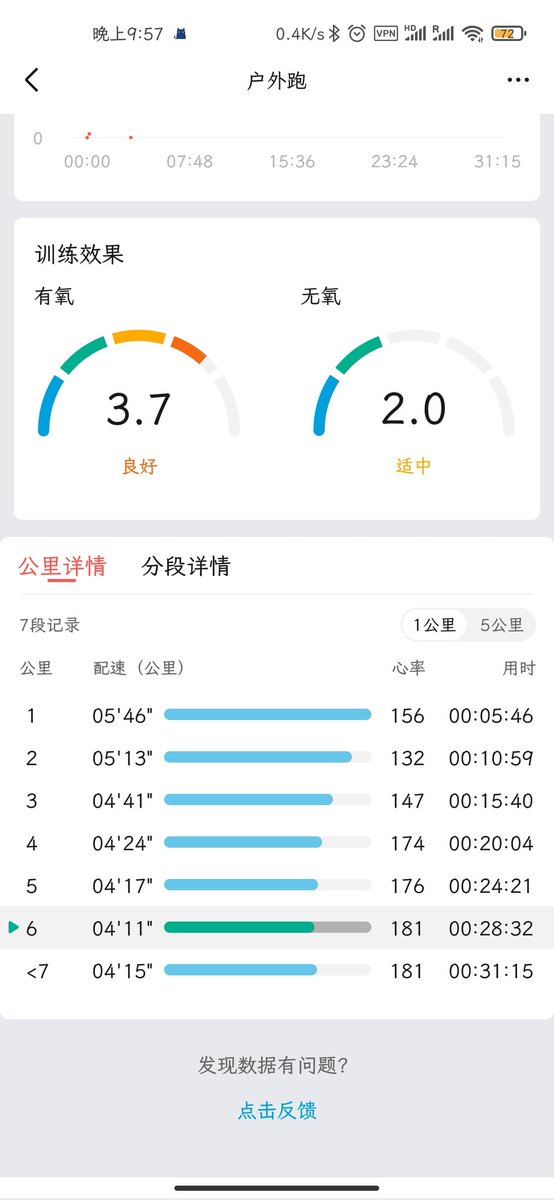 晚上9:57 0.4K/s VPN HD R 72
户外跑
0
00:00 07:48 15:36 23:24 31:15
训练效果
有氧 无氧
3.7 2.0
良好 适中
公里详情 分段详情
7段记录 1公里 5公里
公里 配速（公里） 心率 用时
1 05'46" 156 00:05:46
2 05'13" 132 00:10:59
3 04'41" 147 00:15:40
4 04'24" 174 00:20:04
5 04'17" 176 00:24:21
6 04'11" 181 00:28:32
<7 04'15" 181 00:31:15
发现数据有问题?
点击反馈